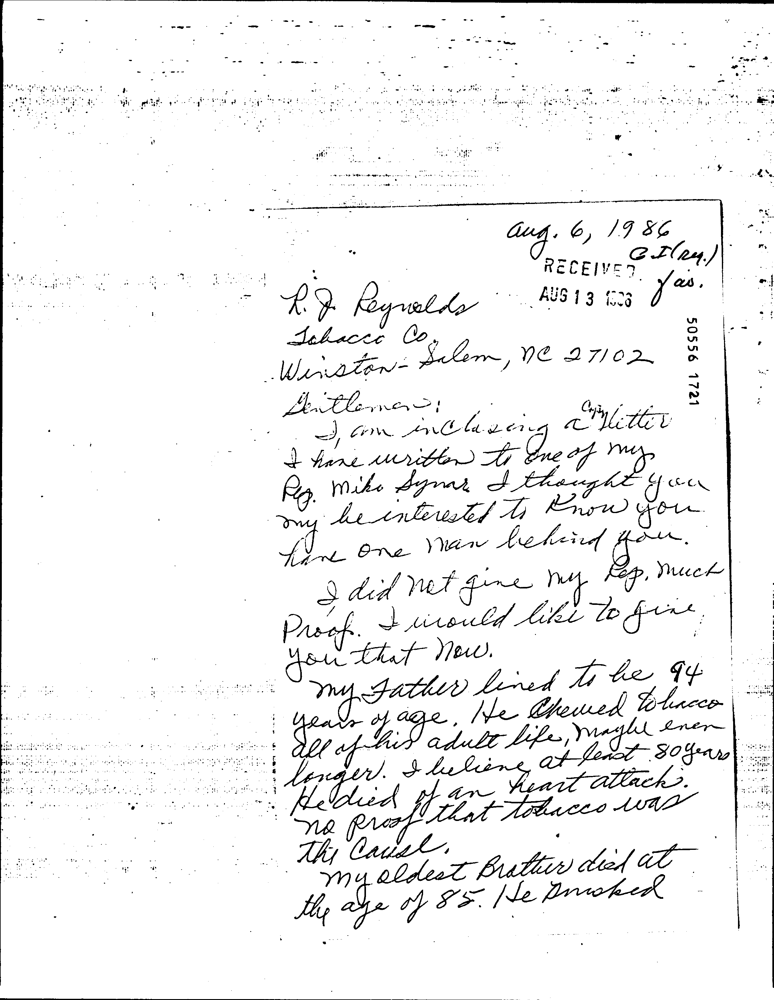 Aug. 6, 1986
RECEIVED
AUG 13 1986
R. J. Reynolds
Tobacco Co.
Winston-Salem, NC 27102
50556 1721
Gentlemen:
I, am inclosing a Copy letter
I have written to one of my
Rep. Mike Synar I thought you
my be interested to Know you
have one man behind you.
I did not give my Rep. much
Proof. I would like to give
you that now.
My Father lived to be 94
years of age. He Chewed tobacco
all of his adult life, maybe even
longer. I believe at least 80 years
He died of an heart attack.
no proof that tobacco was
the Cause.
My oldest Brother died at
the age of 85. He smoked